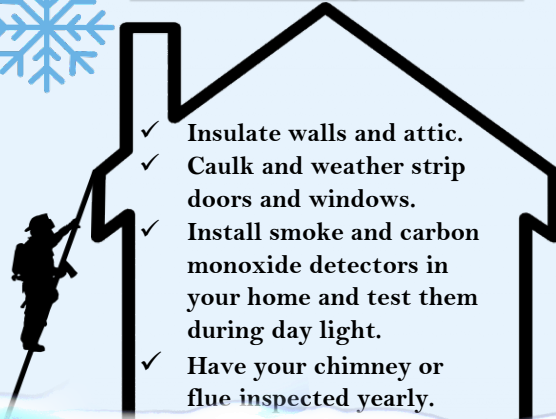 ✓ Insulate walls and attic.
✓ Caulk and weather strip
doors and windows.
✓ Install smoke and carbon
monoxide detectors in
your home and test them
during day light.
✓ Have your chimney or
flue inspected yearly.